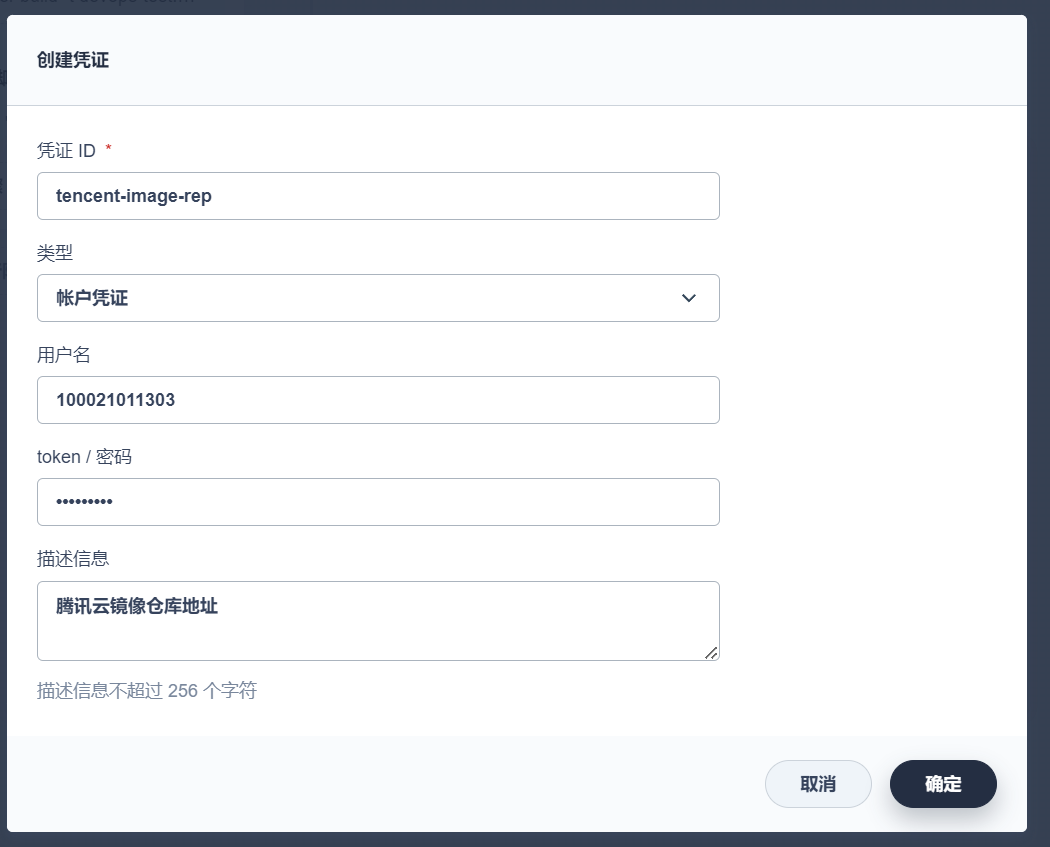 创建凭证
凭证 ID *
tencent-image-rep
类型
帐户凭证
用户名
100021011303
token / 密码
•••••••••
描述信息
腾讯云镜像仓库地址
描述信息不超过 256 个字符
取消
确定